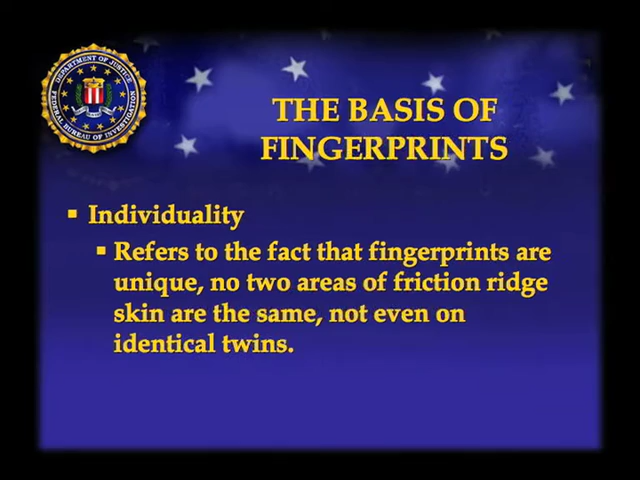 DEPARTMENT OF JUSTICE
FEDERAL BUREAU OF INVESTIGATION
THE BASIS OF
FINGERPRINTS
▪ Individuality
▪ Refers to the fact that fingerprints are
unique, no two areas of friction ridge
skin are the same, not even on
identical twins.